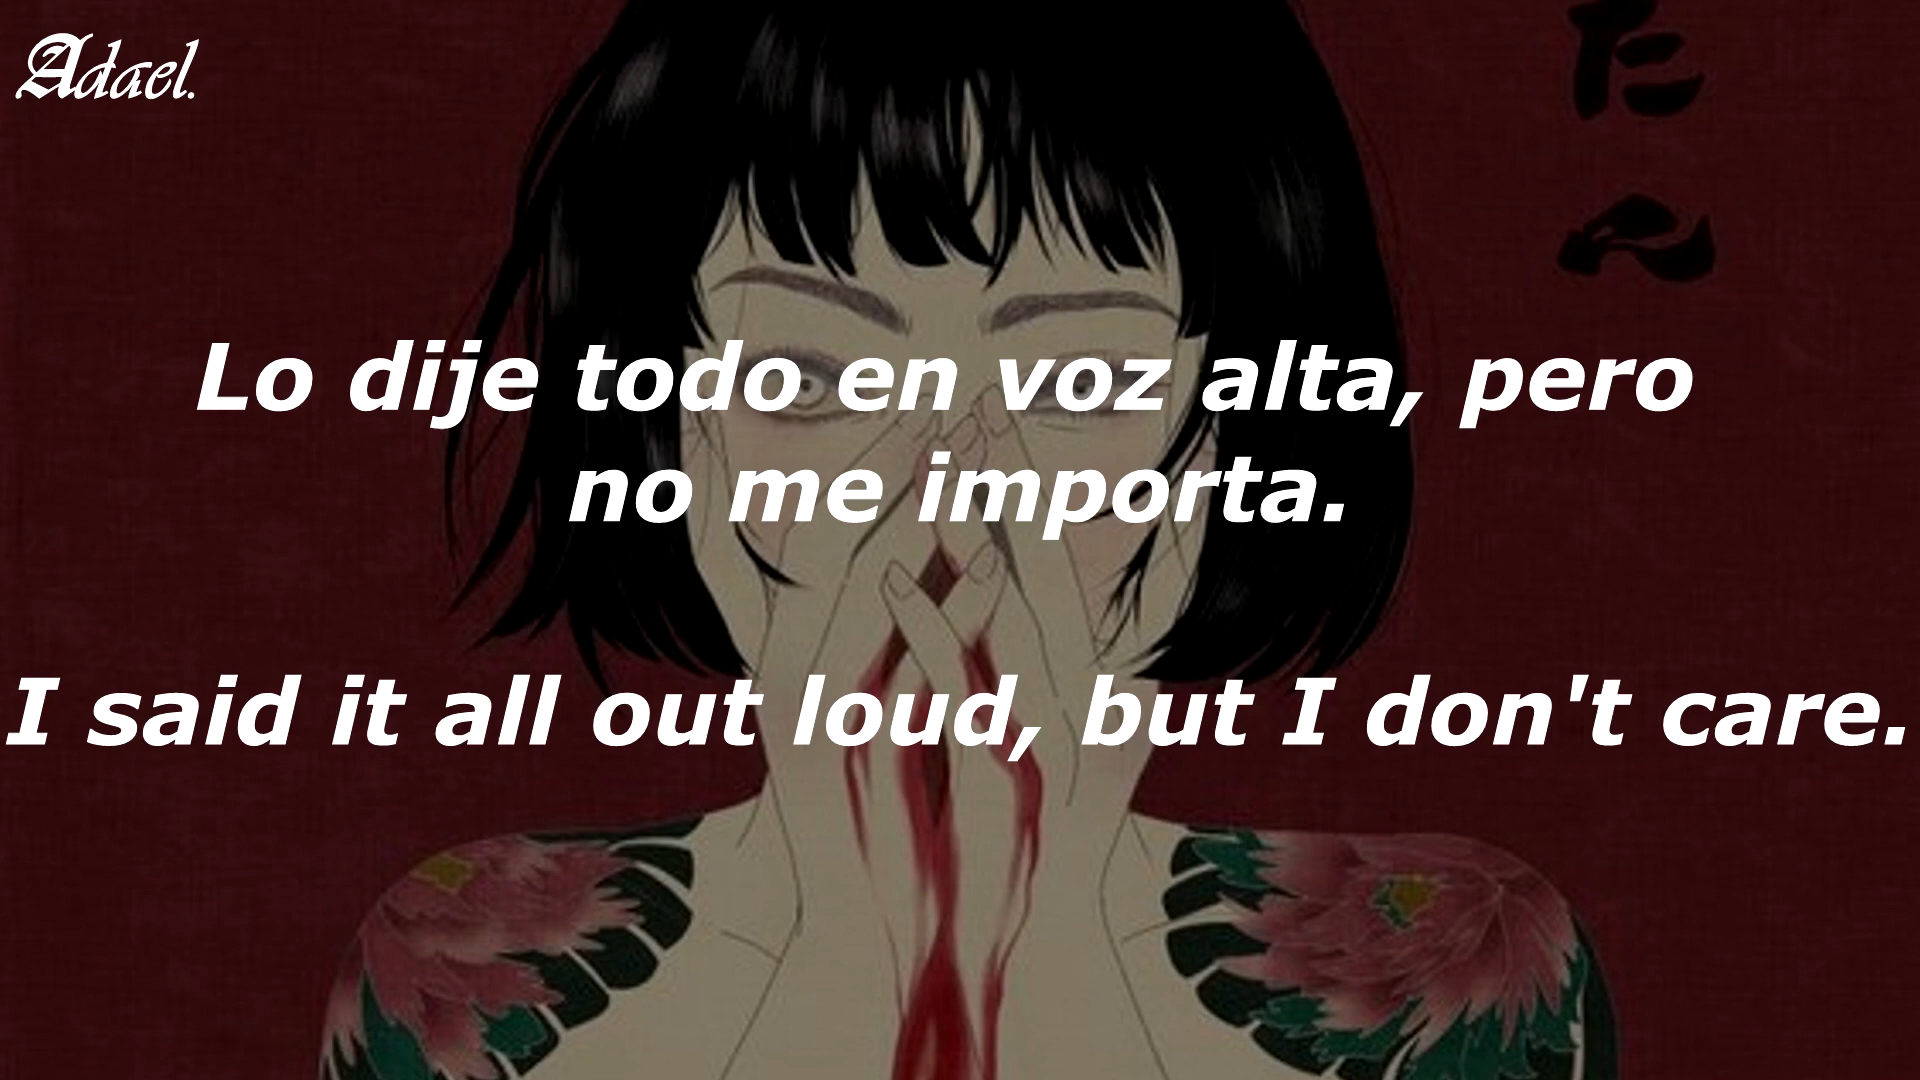 Adael.
た
Lo dije todo en voz alta, pero
no me importa.
I said it all out loud, but I don't care.